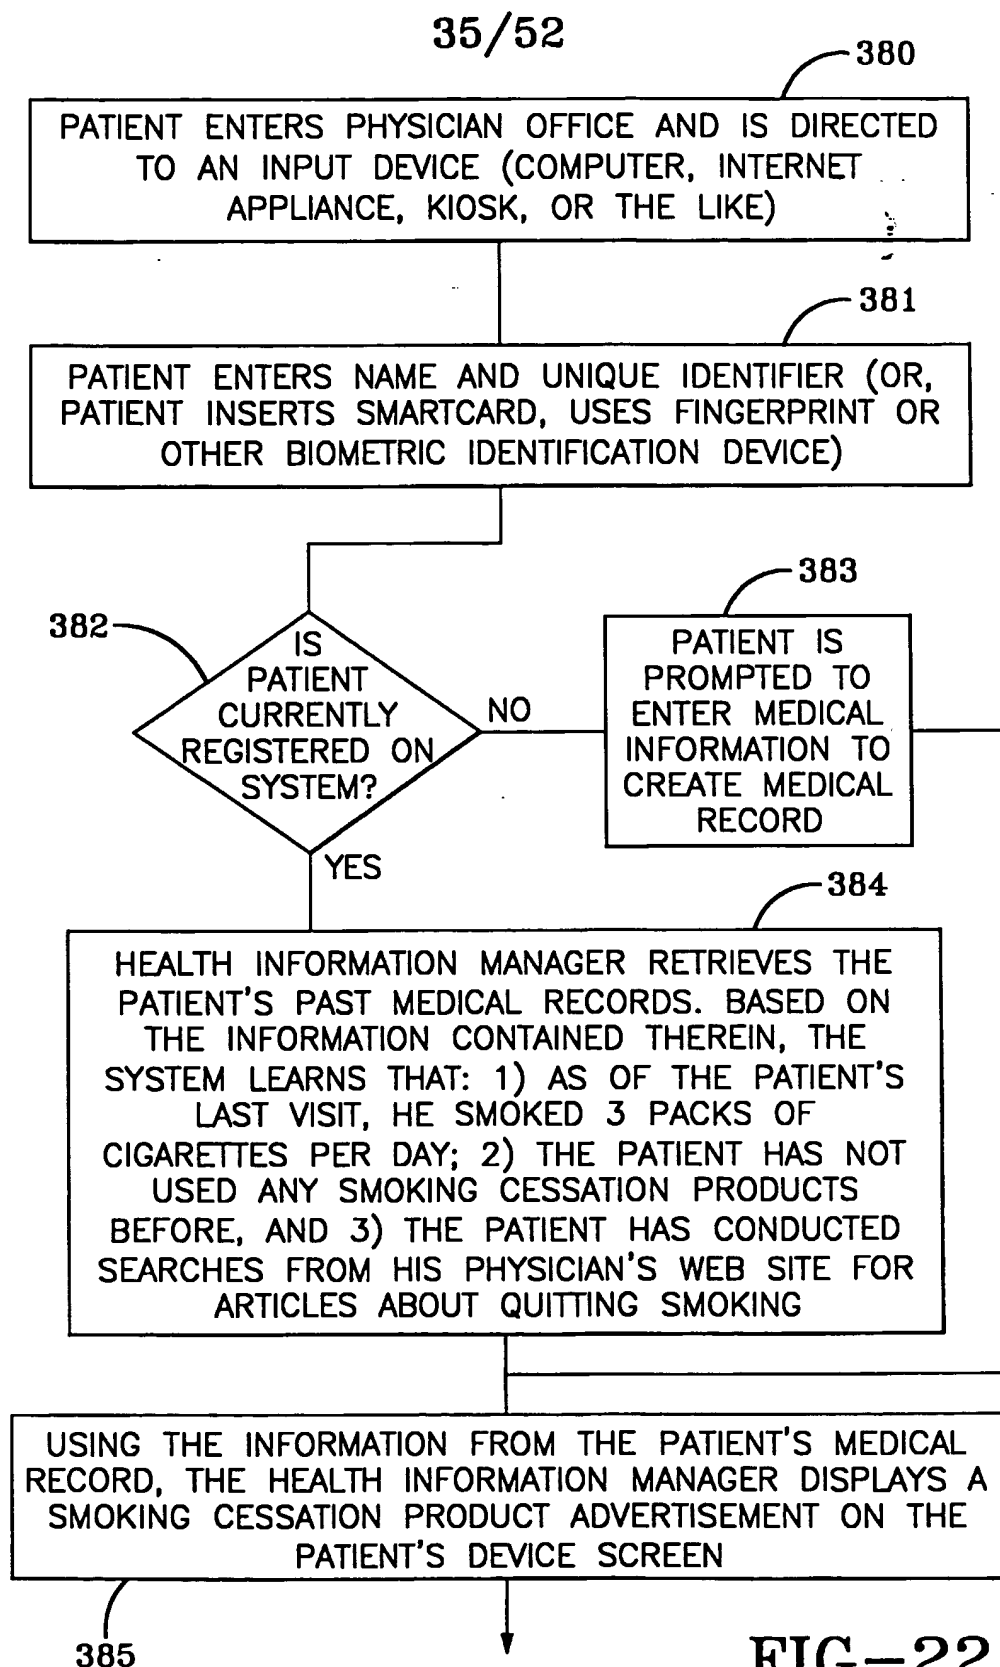 35/52
380
PATIENT ENTERS PHYSICIAN OFFICE AND IS DIRECTED
TO AN INPUT DEVICE (COMPUTER, INTERNET
APPLIANCE, KIOSK, OR THE LIKE)
381
PATIENT ENTERS NAME AND UNIQUE IDENTIFIER (OR,
PATIENT INSERTS SMARTCARD, USES FINGERPRINT OR
OTHER BIOMETRIC IDENTIFICATION DEVICE)
382
IS
PATIENT
CURRENTLY
REGISTERED ON
SYSTEM?
NO
383
PATIENT IS
PROMPTED TO
ENTER MEDICAL
INFORMATION TO
CREATE MEDICAL
RECORD
YES
384
HEALTH INFORMATION MANAGER RETRIEVES THE
PATIENT'S PAST MEDICAL RECORDS. BASED ON
THE INFORMATION CONTAINED THEREIN, THE
SYSTEM LEARNS THAT: 1) AS OF THE PATIENT'S
LAST VISIT, HE SMOKED 3 PACKS OF
CIGARETTES PER DAY; 2) THE PATIENT HAS NOT
USED ANY SMOKING CESSATION PRODUCTS
BEFORE, AND 3) THE PATIENT HAS CONDUCTED
SEARCHES FROM HIS PHYSICIAN'S WEB SITE FOR
ARTICLES ABOUT QUITTING SMOKING
USING THE INFORMATION FROM THE PATIENT'S MEDICAL
RECORD, THE HEALTH INFORMATION MANAGER DISPLAYS A
SMOKING CESSATION PRODUCT ADVERTISEMENT ON THE
PATIENT'S DEVICE SCREEN
385
FIG-22